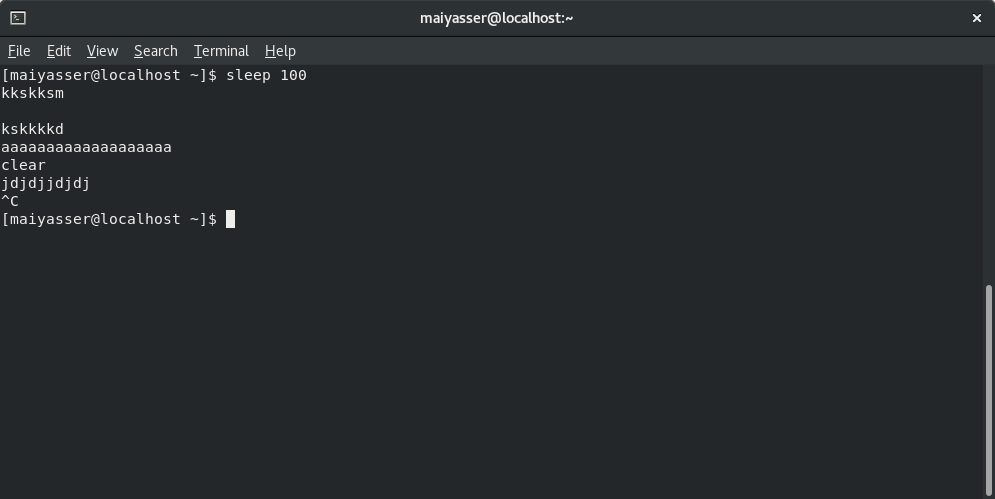 maiyasser@localhost:~
File Edit View Search Terminal Help
[maiyasser@localhost ~]$ sleep 100
kkskksm
kskkkkd
aaaaaaaaaaaaaaaaaaa
clear
jdjdjjdjdj
^C
[maiyasser@localhost ~]$